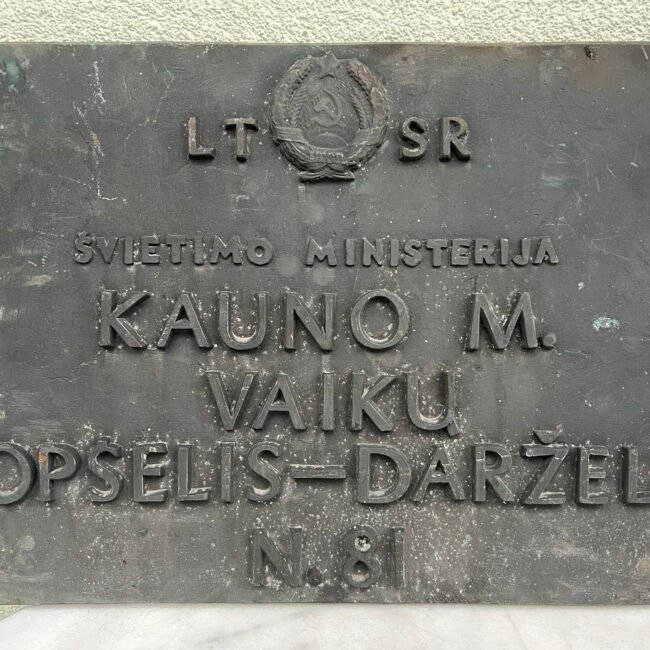 LT SR
ŠVIETIMO MINISTERIJA
KAUNO M.
VAIKŲ
OPŠELIS-DARŽEL
N. 81